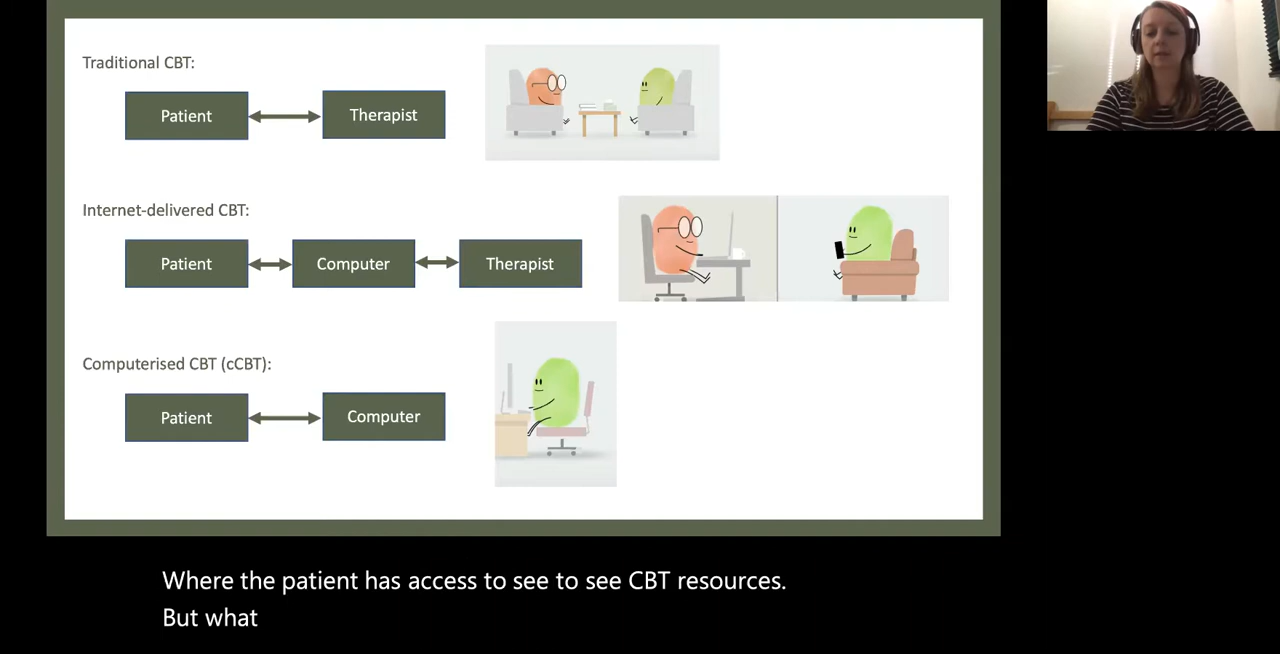 Traditional CBT:
Patient
Therapist
Internet-delivered CBT:
Patient
Computer
Therapist
Computerised CBT (cCBT):
Patient
Computer
Where the patient has access to see to see CBT resources.
But what